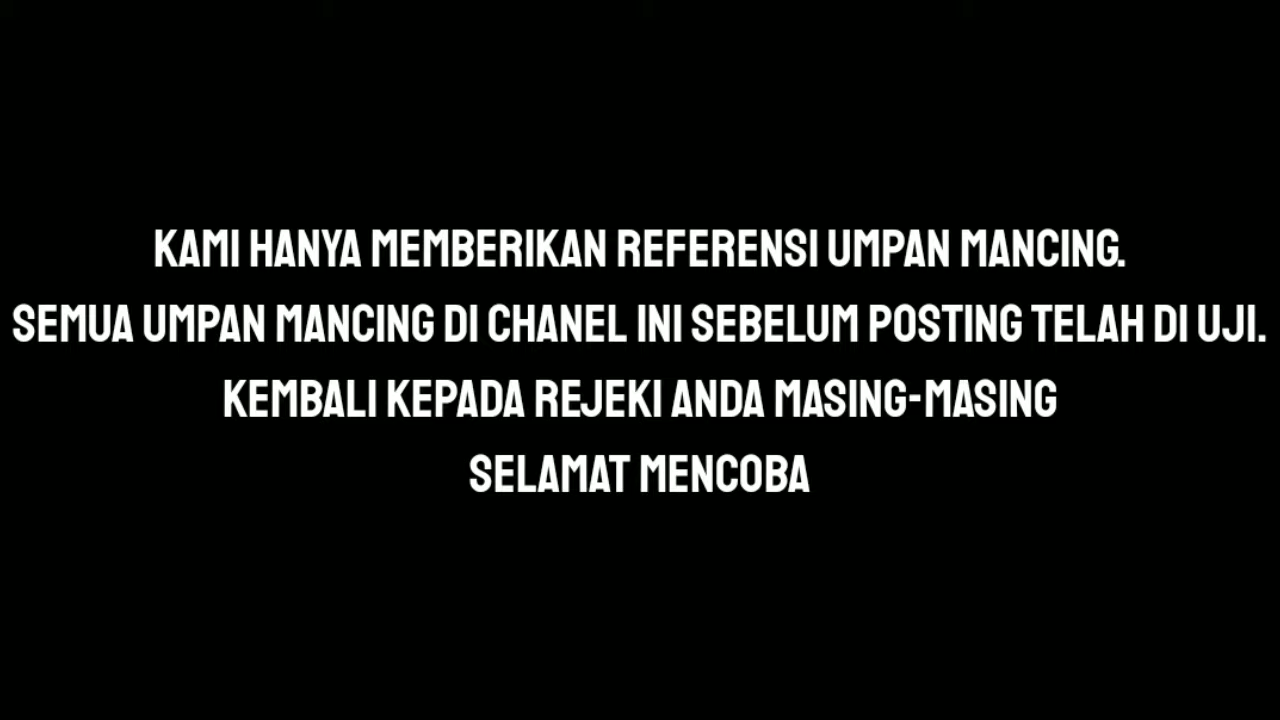 KAMI HANYA MEMBERIKAN REFERENSI UMPAN MANCING.
SEMUA UMPAN MANCING DI CHANEL INI SEBELUM POSTING TELAH DI UJI.
KEMBALI KEPADA REJEKI ANDA MASING-MASING
SELAMAT MENCOBA